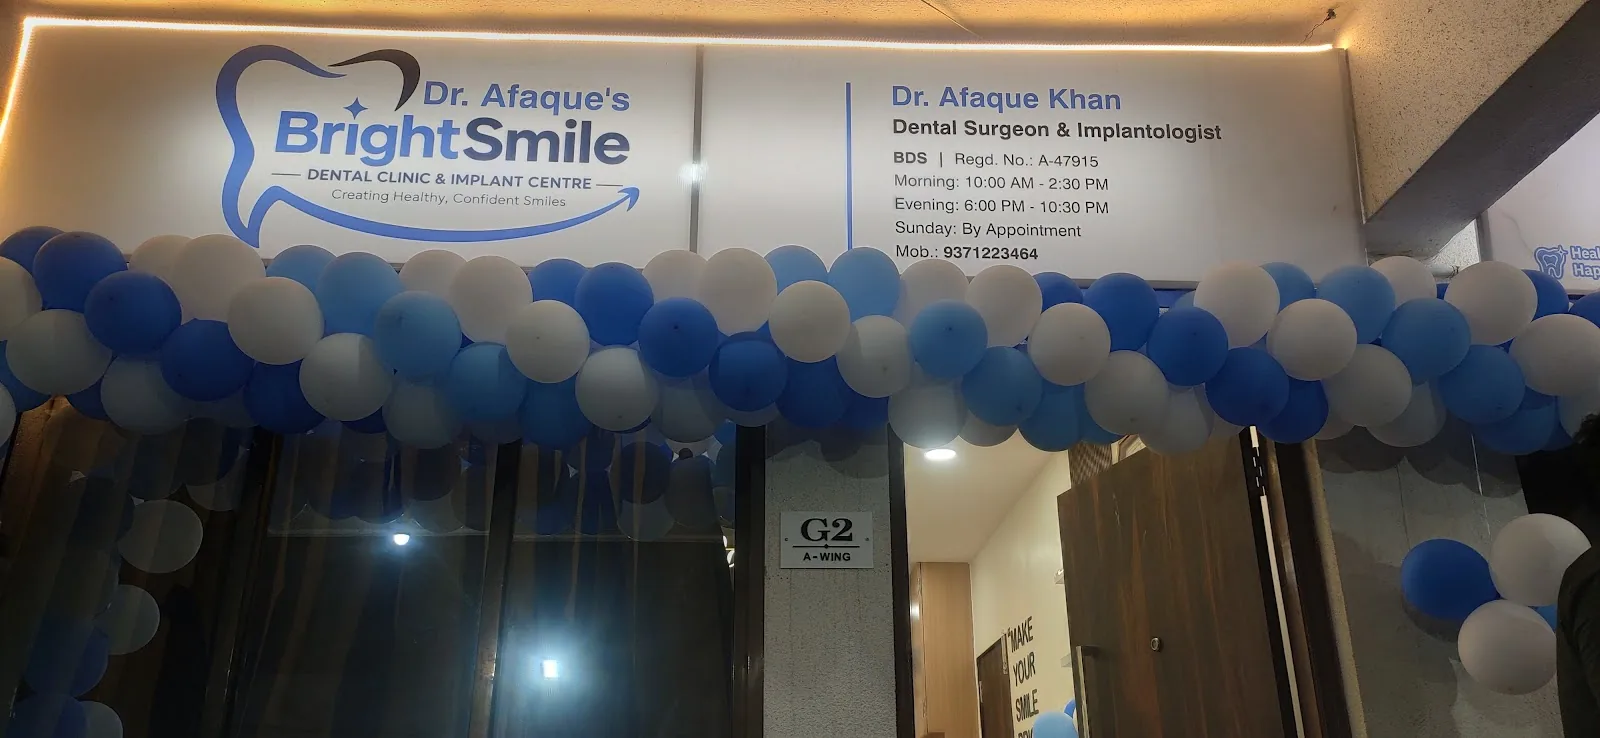 Dr. Afaque's
BrightSmile
DENTAL CLINIC & IMPLANT CENTRE
Creating Healthy, Confident Smiles
Dr. Afaque Khan
Dental Surgeon & Implantologist
BDS | Regd. No.: A-47915
Morning: 10:00 AM - 2:30 PM
Evening: 6:00 PM - 10:30 PM
Sunday: By Appointment
Mob.: 9371223464
G2
A-WING
"MAKE
YOUR
SMILE